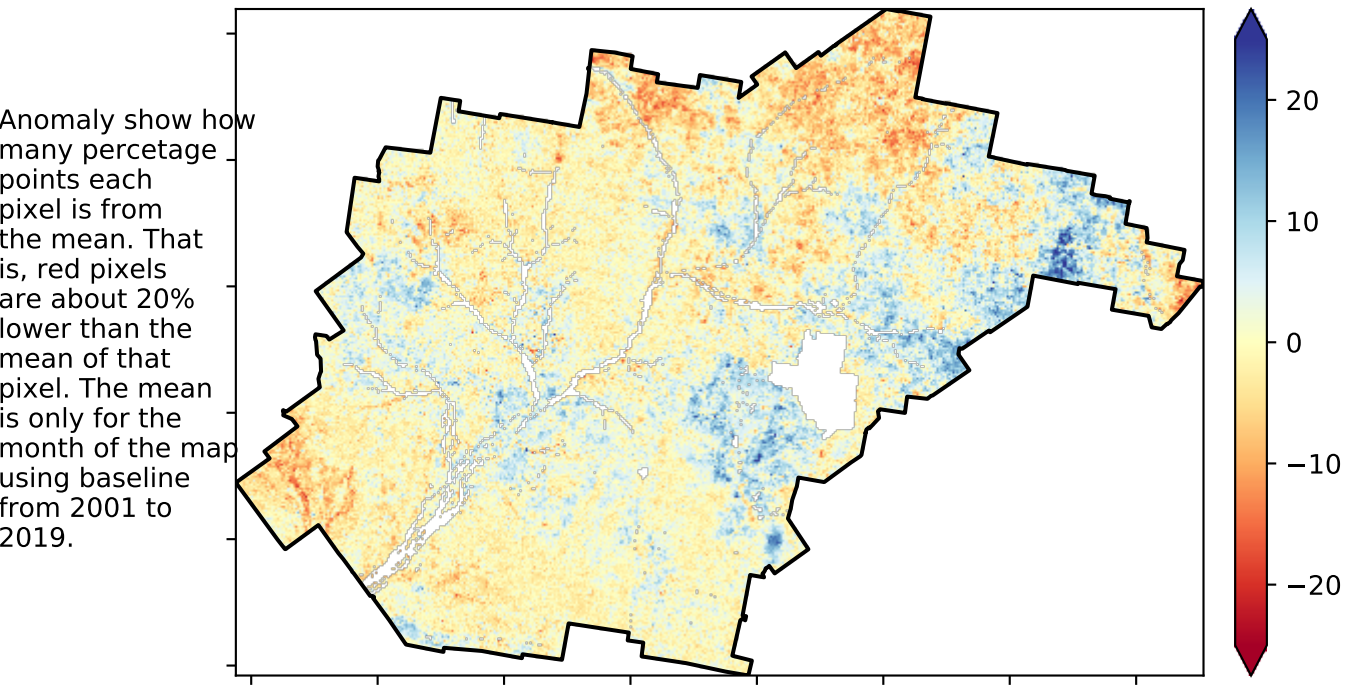 Anomaly show how
many percetage
points each
pixel is from
the mean. That
is, red pixels
are about 20%
lower than the
mean of that
pixel. The mean
is only for the
month of the map
using baseline
from 2001 to
2019.
20
10
0
−10
−20